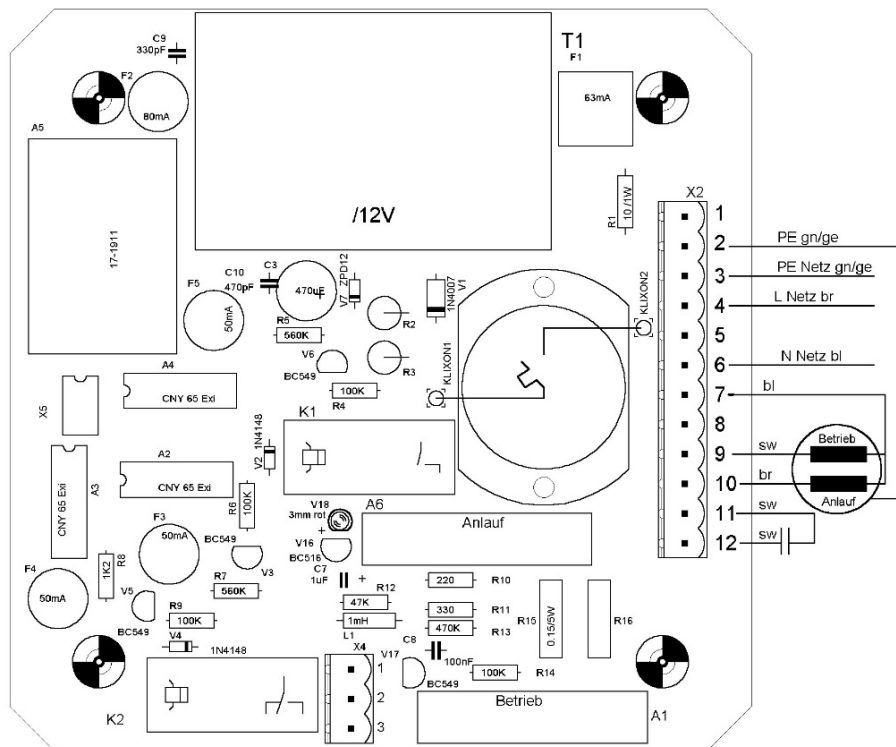 C9
330pF
T1
F1
F2
63mA
80mA
A5
X2
R1
10 /1W
1
/12V
2
PE gn/ge
17-1911
3
PE Netz gn/ge
C10
470pF
C3
470uF
+
V7
ZPD12
V1
1N4007
KLIXON2
4
L Netz br
F5
50mA
R2
5
R5
560K
V6
BC549
R3
KLIXON1
6
N Netz bl
A4
CNY 65 Exi
100K
R4
7
bl
X5
K1
8
Betrieb
V2
1N4148
9
sw
A2
CNY 65 Exi
A3
CNY 65 Exi
R6
100K
10
br
Anlauf
A6
Anlauf
V18
3mm rot
+
11
sw
F3
50mA
BC549
V3
V16
BC516
12
sw
C7
1uF
+
R8
1K2
R7
560K
220
R10
F4
50mA
R12
47K
V5
BC549
R9
100K
330
R11
R15
0.15/5W
R16
1mH
L1
470K
R13
V4
1N4148
X4
C8
100nF
V17
BC549
100K
R14
1
2
3
K2
Betrieb
A1